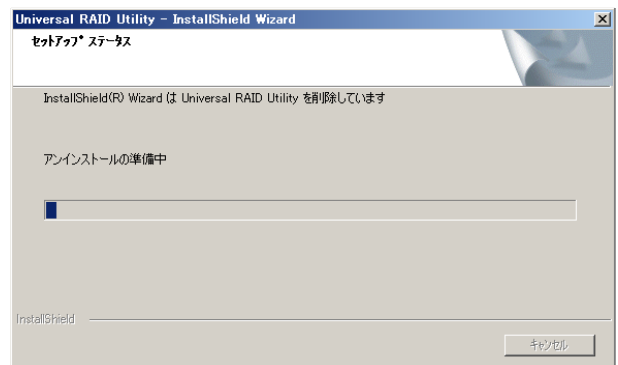 Universal RAID Utility - InstallShield Wizard
セットアップ ステータス
InstallShield(R) Wizard は Universal RAID Utility を削除しています
アンインストールの準備中
InstallShield
キャンセル